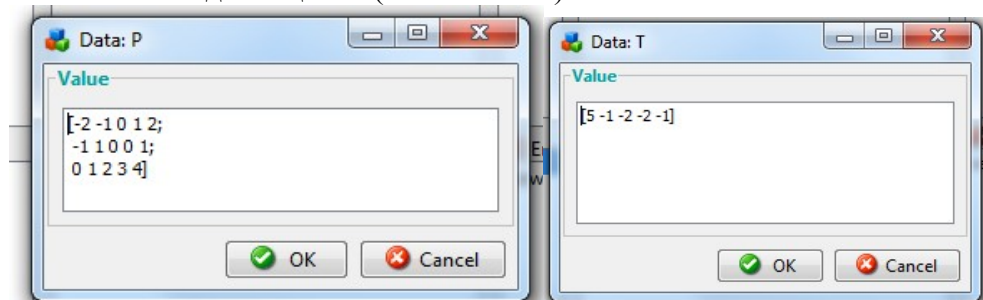 Data: P
Value
[-2 -1 0 1 2;
-1 1 0 0 1;
0 1 2 3 4]
OK
Cancel
Data: T
Value
[5 -1 -2 -2 -1]
OK
Cancel